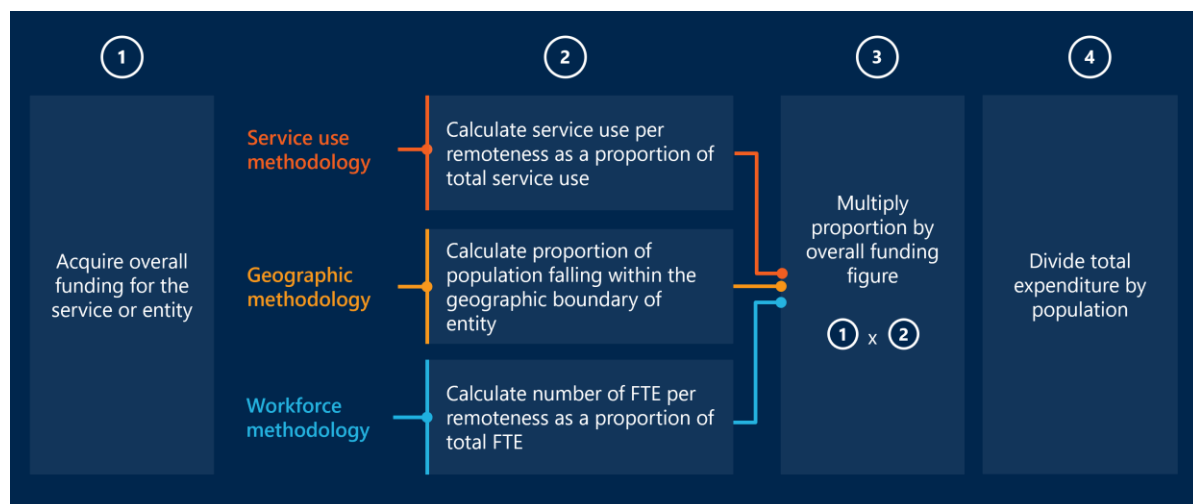 1
2
3
4
Acquire overall
funding for the
service or entity
Service use
methodology
Calculate service use per
remoteness as a proportion of
total service use
Geographic
methodology
Calculate proportion of
population falling within the
geographic boundary of
entity
Workforce
methodology
Calculate number of FTE per
remoteness as a proportion of
total FTE
Multiply
proportion by
overall funding
figure
1 x 2
Divide total
expenditure by
population